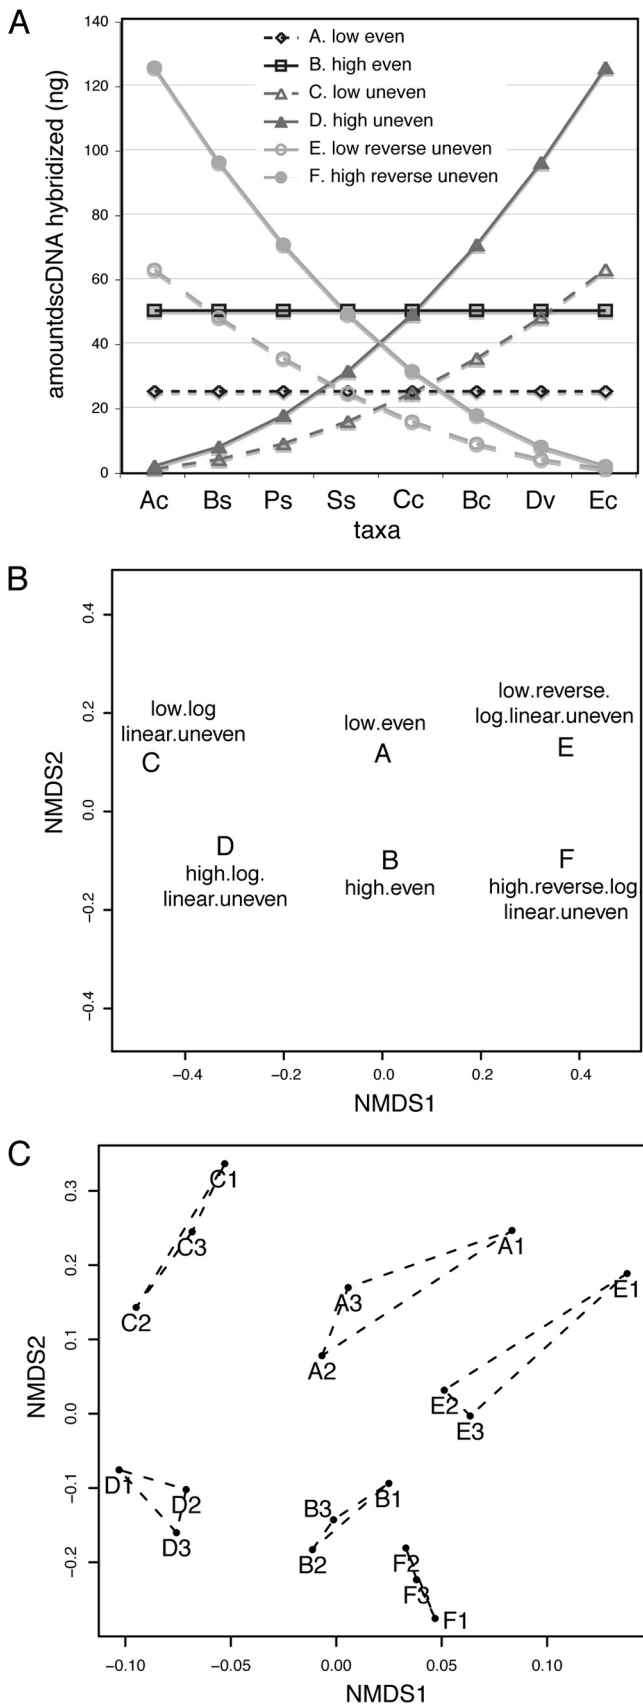 A
140
120
100
80
60
40
20
0
amountdscDNA hybridized (ng)
A. low even
B. high even
C. low uneven
D. high uneven
E. low reverse uneven
F. high reverse uneven
Ac Bs Ps Ss Cc Bc Dv Ec
taxa
B
0.4
0.2
0.0
−0.2
−0.4
NMDS2
low.log
linear.uneven
C
low.even
A
low.reverse.
log.linear.uneven
E
D
high.log.
linear.uneven
B
high.even
F
high.reverse.log
linear.uneven
−0.4 −0.2 0.0 0.2 0.4
NMDS1
C
0.3
0.2
0.1
0.0
−0.1
−0.2
NMDS2
C1
C3
C2
A1
A3
A2
E1
E2
E3
D1
D2
D3
B1
B3
B2
F2
F3
F1
−0.10 −0.05 0.00 0.05 0.10
NMDS1